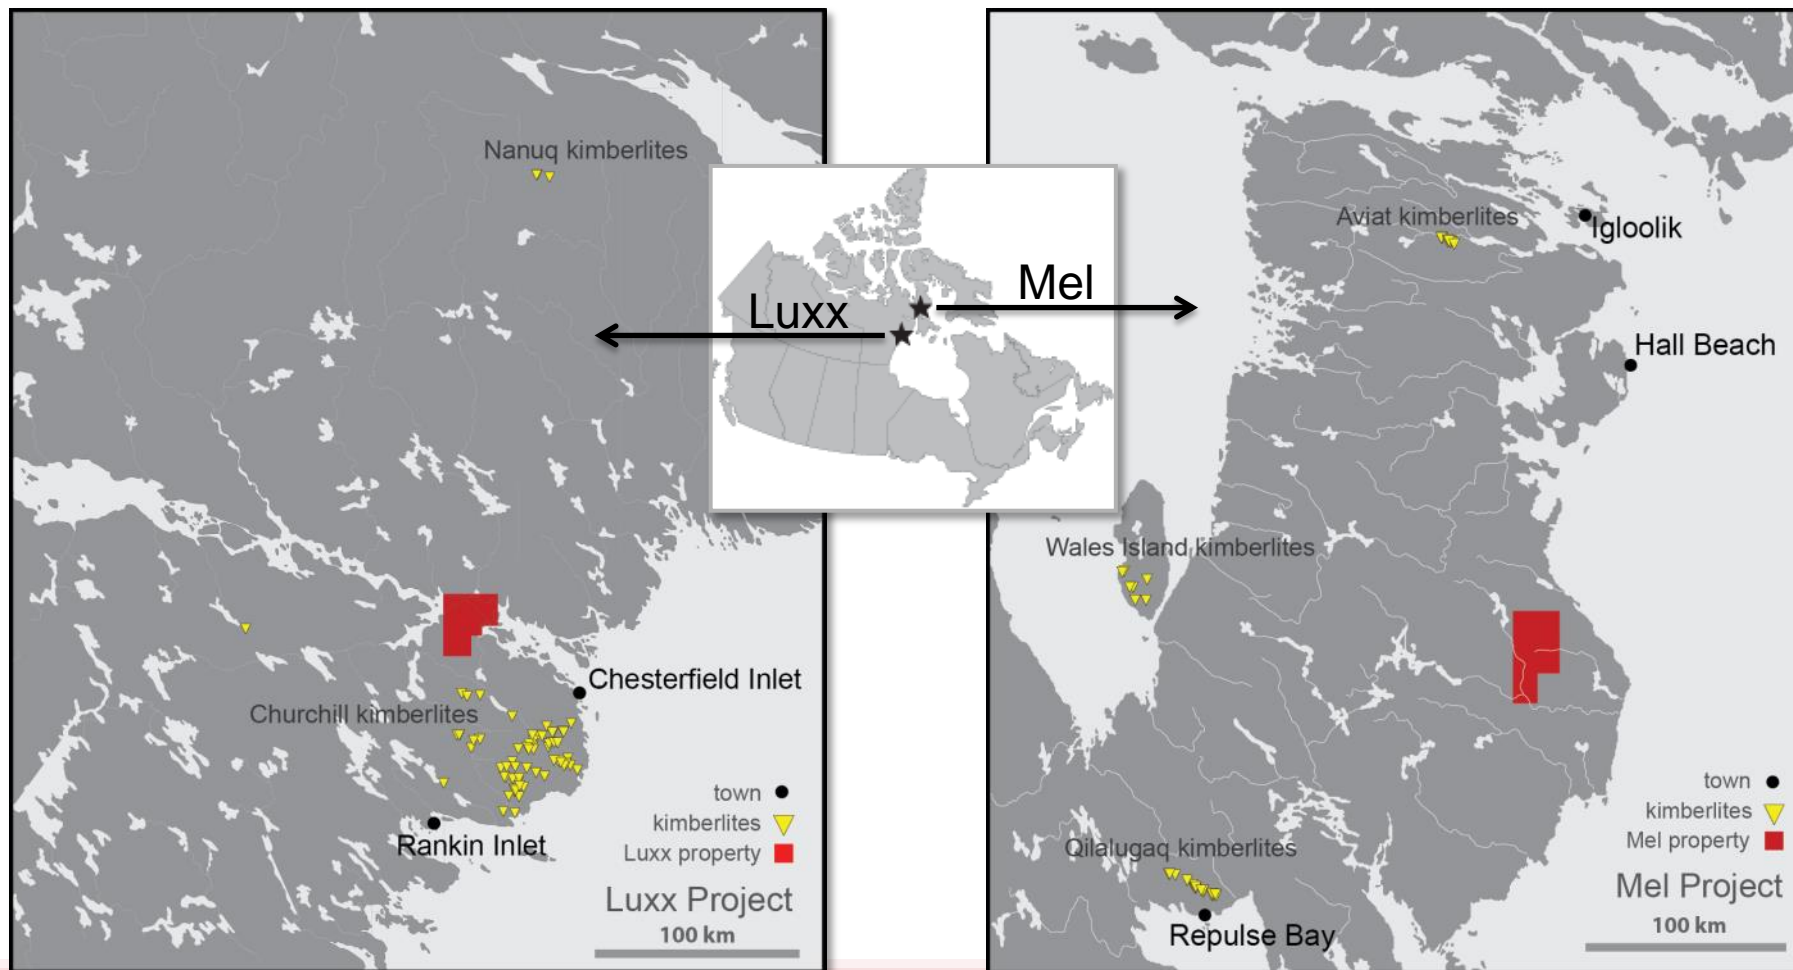 Nanuq kimberlites
Churchill kimberlites
Chesterfield Inlet
Rankin Inlet
town
kimberlites
Luxx property
Luxx Project
100 km
Luxx
Mel
Aviat kimberlites
Igloolik
Hall Beach
Wales Island kimberlites
Qilalugaq kimberlites
Repulse Bay
town
kimberlites
Mel property
Mel Project
100 km